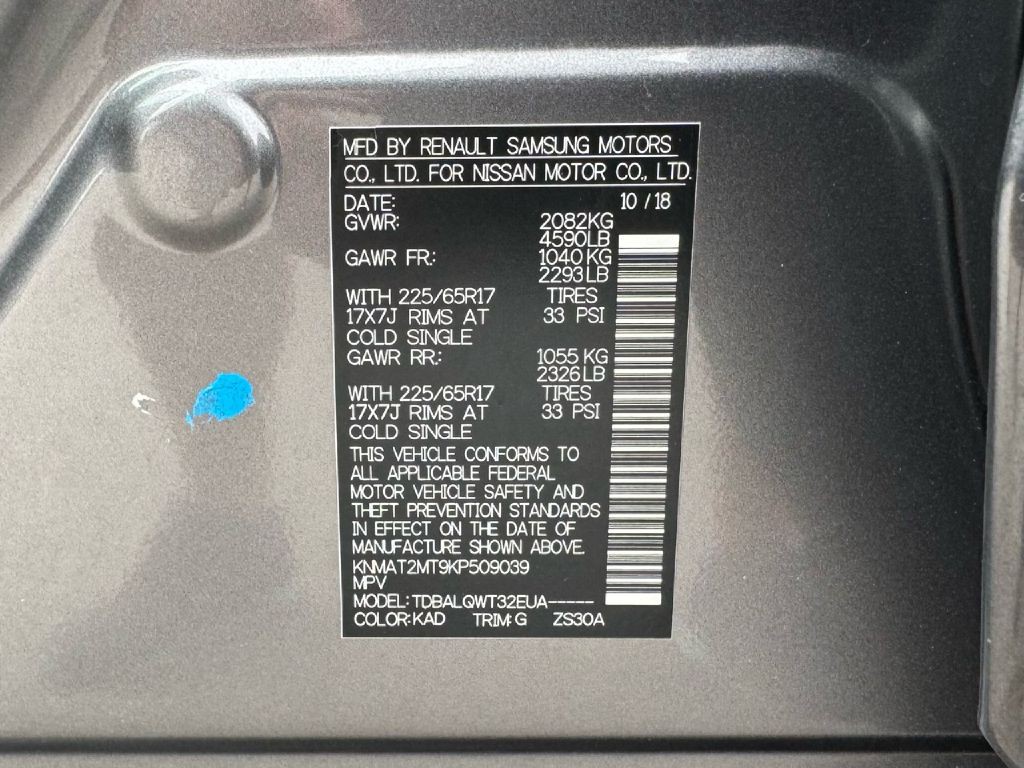 MFD BY RENAULT SAMSUNG MOTORS
CO., LTD. FOR NISSAN MOTOR CO., LTD.
DATE: 10 / 18
GVWR: 2082KG
4590LB
GAWR FR.: 1040 KG
2293LB
WITH 225/65R17 TIRES
17X7J RIMS AT 33 PSI
COLD SINGLE
GAWR RR.: 1055 KG
2326LB
WITH 225/65R17 TIRES
17X7J RIMS AT 33 PSI
COLD SINGLE
THIS VEHICLE CONFORMS TO
ALL APPLICABLE FEDERAL
MOTOR VEHICLE SAFETY AND
THEFT PREVENTION STANDARDS
IN EFFECT ON THE DATE OF
MANUFACTURE SHOWN ABOVE.
KNMAT2MT9KP509039
MPV
MODEL: TDBALQWT32EUA-----
COLOR: KAD TRIM: G ZS30A